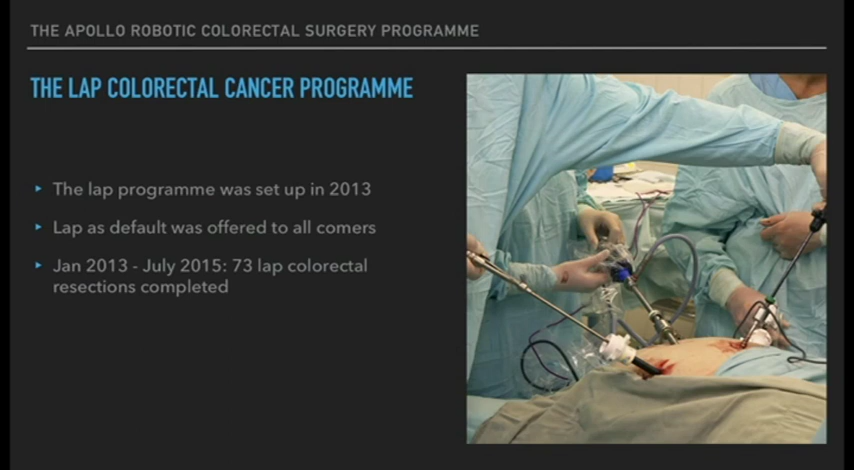 THE APOLLO ROBOTIC COLORECTAL SURGERY PROGRAMME
THE LAP COLORECTAL CANCER PROGRAMME
The lap programme was set up in 2013
Lap as default was offered to all comers
Jan 2013 - July 2015: 73 lap colorectal
resections completed